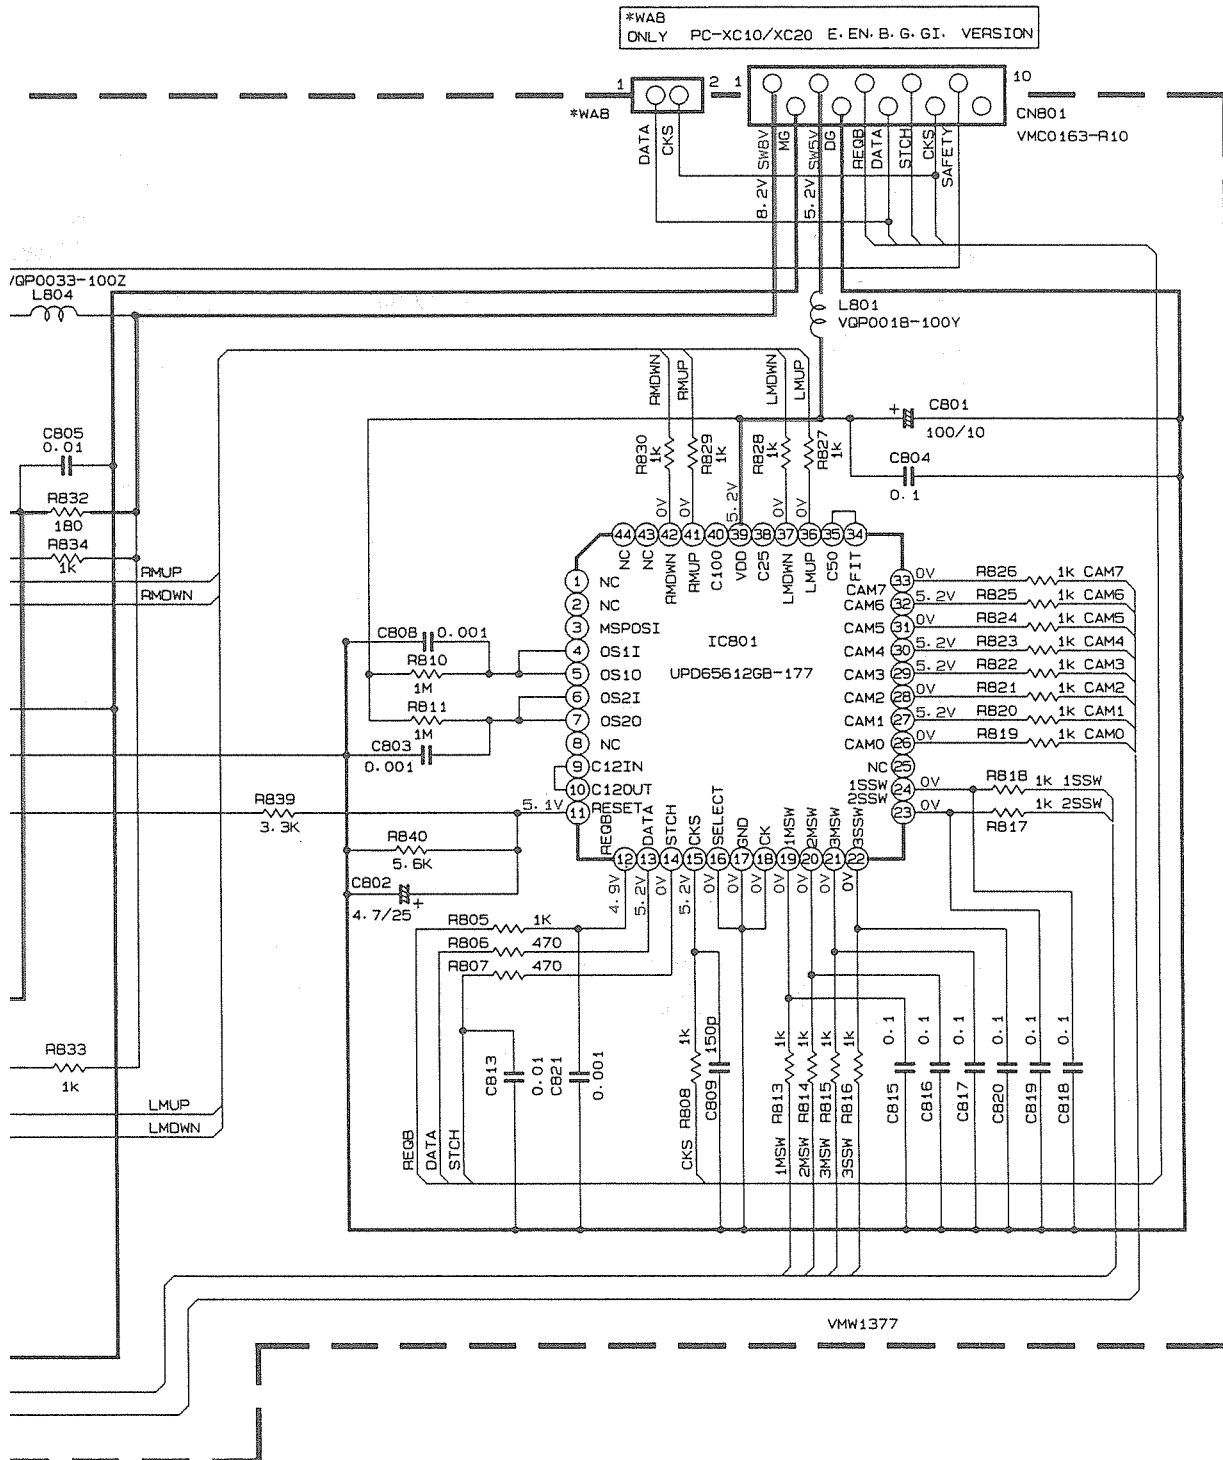 *WA8
ONLY PC-XC10/XC20 E. EN. B. G. GI. VERSION
1
2
1
10
*WA8
CN801
VMC0163-R10
DATA
CKS
8.2V SW8V
MG
5.2V SW5V
DG
REQB
DATA
STCH
CKS
SAFETY
VQP0033-100Z
L804
L801
VQP0018-100Y
RMDWN
RMUP
LMDWN
LMUP
C801
100/10
C804
0.1
C805
0.01
R830
1k
R829
1k
R828
1k
R827
1k
R832
180
R834
1k
0V
0V
5.2V
0V
0V
44 43 42 41 40 39 38 37 36 35 34
NC
NC
RMDWN
RMUP
C100
VDD
C25
LMDWN
LMUP
C50
FIT
RMUP
RMDWN
1 NC
2 NC
3 MSPOSI
4 OS1I
5 OS1O
6 OS2I
7 OS2O
8 NC
9 C12IN
10 C12OUT
11 RESET
5.1V
IC801
UPD65612GB-177
C808
0.001
R810
1M
R811
1M
C803
0.001
CAM7 33 0V R826 1k CAM7
CAM6 32 5.2V R825 1k CAM6
CAM5 31 0V R824 1k CAM5
CAM4 30 5.2V R823 1k CAM4
CAM3 29 5.2V R822 1k CAM3
CAM2 28 0V R821 1k CAM2
CAM1 27 5.2V R820 1k CAM1
CAM0 26 0V R819 1k CAM0
NC 25
1SSW 24 0V R818 1k 1SSW
2SSW 23 0V R817 1k 2SSW
R839
3.3K
R840
5.6K
C802
4.7/25
REQB
DATA
STCH
CKS
SELECT
GND
CK
1MSW
2MSW
3MSW
3SSW
12 13 14 15 16 17 18 19 20 21 22
4.9V
5.2V
0V
5.2V
0V
0V
0V
0V
0V
0V
0V
R805 1K
R806 470
R807 470
R833
1k
C813
0.01
C821
0.001
CKS R808 1k
C809 150p
1MSW R813 1k
2MSW R814 1k
3MSW R815 1k
3SSW R816 1k
C815 0.1
C816 0.1
C817 0.1
C820 0.1
C819 0.1
C818 0.1
LMUP
LMDWN
REQB
DATA
STCH
VMW1377